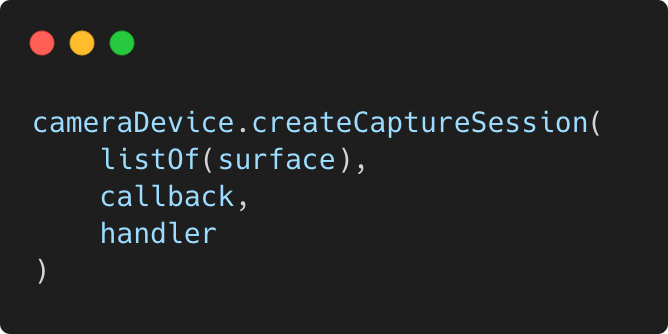 cameraDevice.createCaptureSession(
    listOf(surface),
    callback,
    handler
)